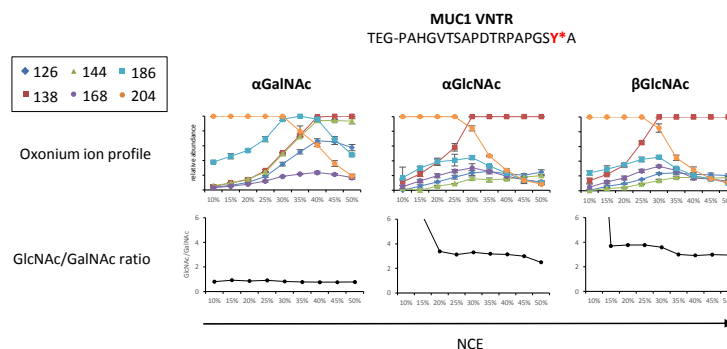 MUC1 VNTR
TEG-PAHGVTSAPDTRPAPGSY*A
126 144 186
138 168 204
αGalNAc αGlcNAc βGlcNAc
Oxonium ion profile
relative abundance
10% 15% 20% 25% 30% 35% 40% 45% 50%
10% 15% 20% 25% 30% 35% 40% 45% 50%
10% 15% 20% 25% 30% 35% 40% 45% 50%
GlcNAc/GalNAc ratio
GlcNAc/GalNAc
6
4
2
0
10% 15% 20% 25% 30% 35% 40% 45% 50%
6
4
2
0
10% 15% 20% 25% 30% 35% 40% 45% 50%
6
4
2
0
10% 15% 20% 25% 30% 35% 40% 45% 50%
NCE